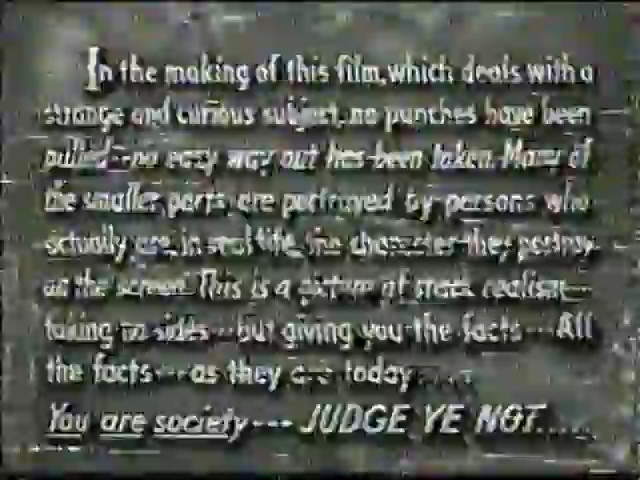 In the making of this film, which deals with a
strange and curious subject, no punches have been
pulled--no easy way out has been taken. Many of
the smaller parts are portrayed by persons who
actually are, in real life, the character they portray
on the screen. This is a picture of stark realism--
taking no sides---but giving you the facts---All
the facts---as they are today.....
You are society--- JUDGE YE NOT.....